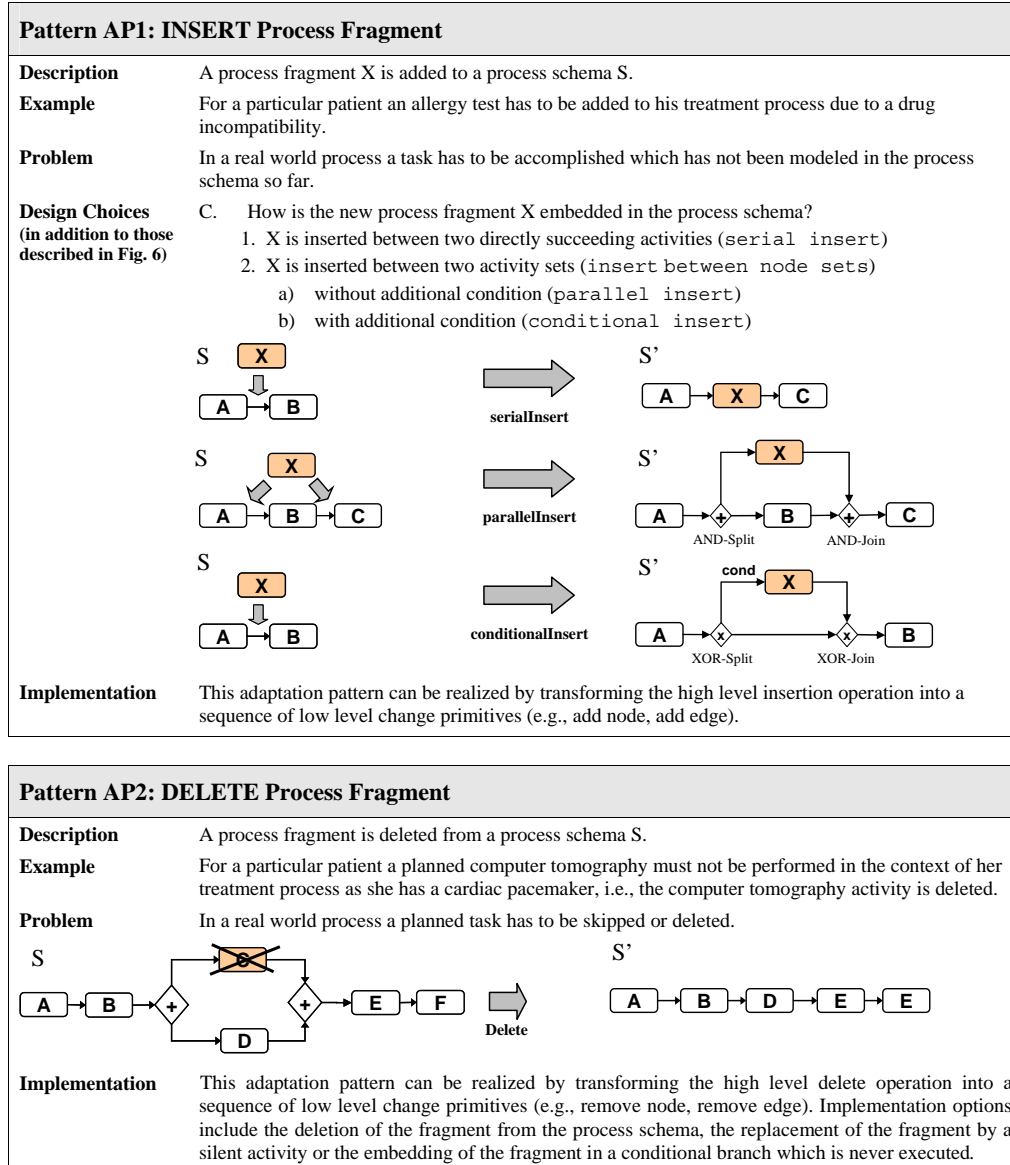 Pattern AP1: INSERT Process Fragment
Description A process fragment X is added to a process schema S.
Example For a particular patient an allergy test has to be added to his treatment process due to a drug
incompatibility.
Problem In a real world process a task has to be accomplished which has not been modeled in the process
schema so far.
Design Choices C. How is the new process fragment X embedded in the process schema?
(in addition to those 1. X is inserted between two directly succeeding activities (serial insert)
described in Fig. 6) 2. X is inserted between two activity sets (insert between node sets)
a) without additional condition (parallel insert)
b) with additional condition (conditional insert)
S X S'
A B A X C
serialInsert
S X S' X
A B C parallelInsert A + B + C
AND-Split AND-Join
S X S' cond X
A B conditionalInsert A x x B
XOR-Split XOR-Join
Implementation This adaptation pattern can be realized by transforming the high level insertion operation into a
sequence of low level change primitives (e.g., add node, add edge).
Pattern AP2: DELETE Process Fragment
Description A process fragment is deleted from a process schema S.
Example For a particular patient a planned computer tomography must not be performed in the context of her
treatment process as she has a cardiac pacemaker, i.e., the computer tomography activity is deleted.
Problem In a real world process a planned task has to be skipped or deleted.
S C S'
A B + + E F A B D E E
D Delete
Implementation This adaptation pattern can be realized by transforming the high level delete operation into a
sequence of low level change primitives (e.g., remove node, remove edge). Implementation options
include the deletion of the fragment from the process schema, the replacement of the fragment by a
silent activity or the embedding of the fragment in a conditional branch which is never executed.